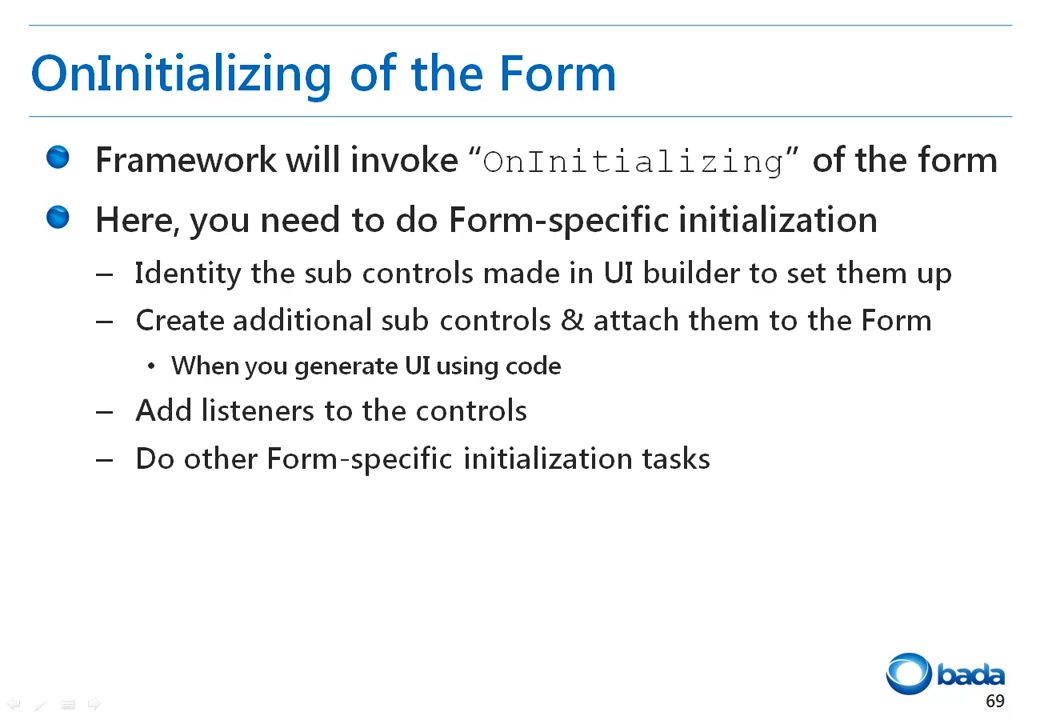 OnInitializing of the Form
Framework will invoke “OnInitializing” of the form
Here, you need to do Form-specific initialization
– Identity the sub controls made in UI builder to set them up
– Create additional sub controls & attach them to the Form
• When you generate UI using code
– Add listeners to the controls
– Do other Form-specific initialization tasks
bada
69